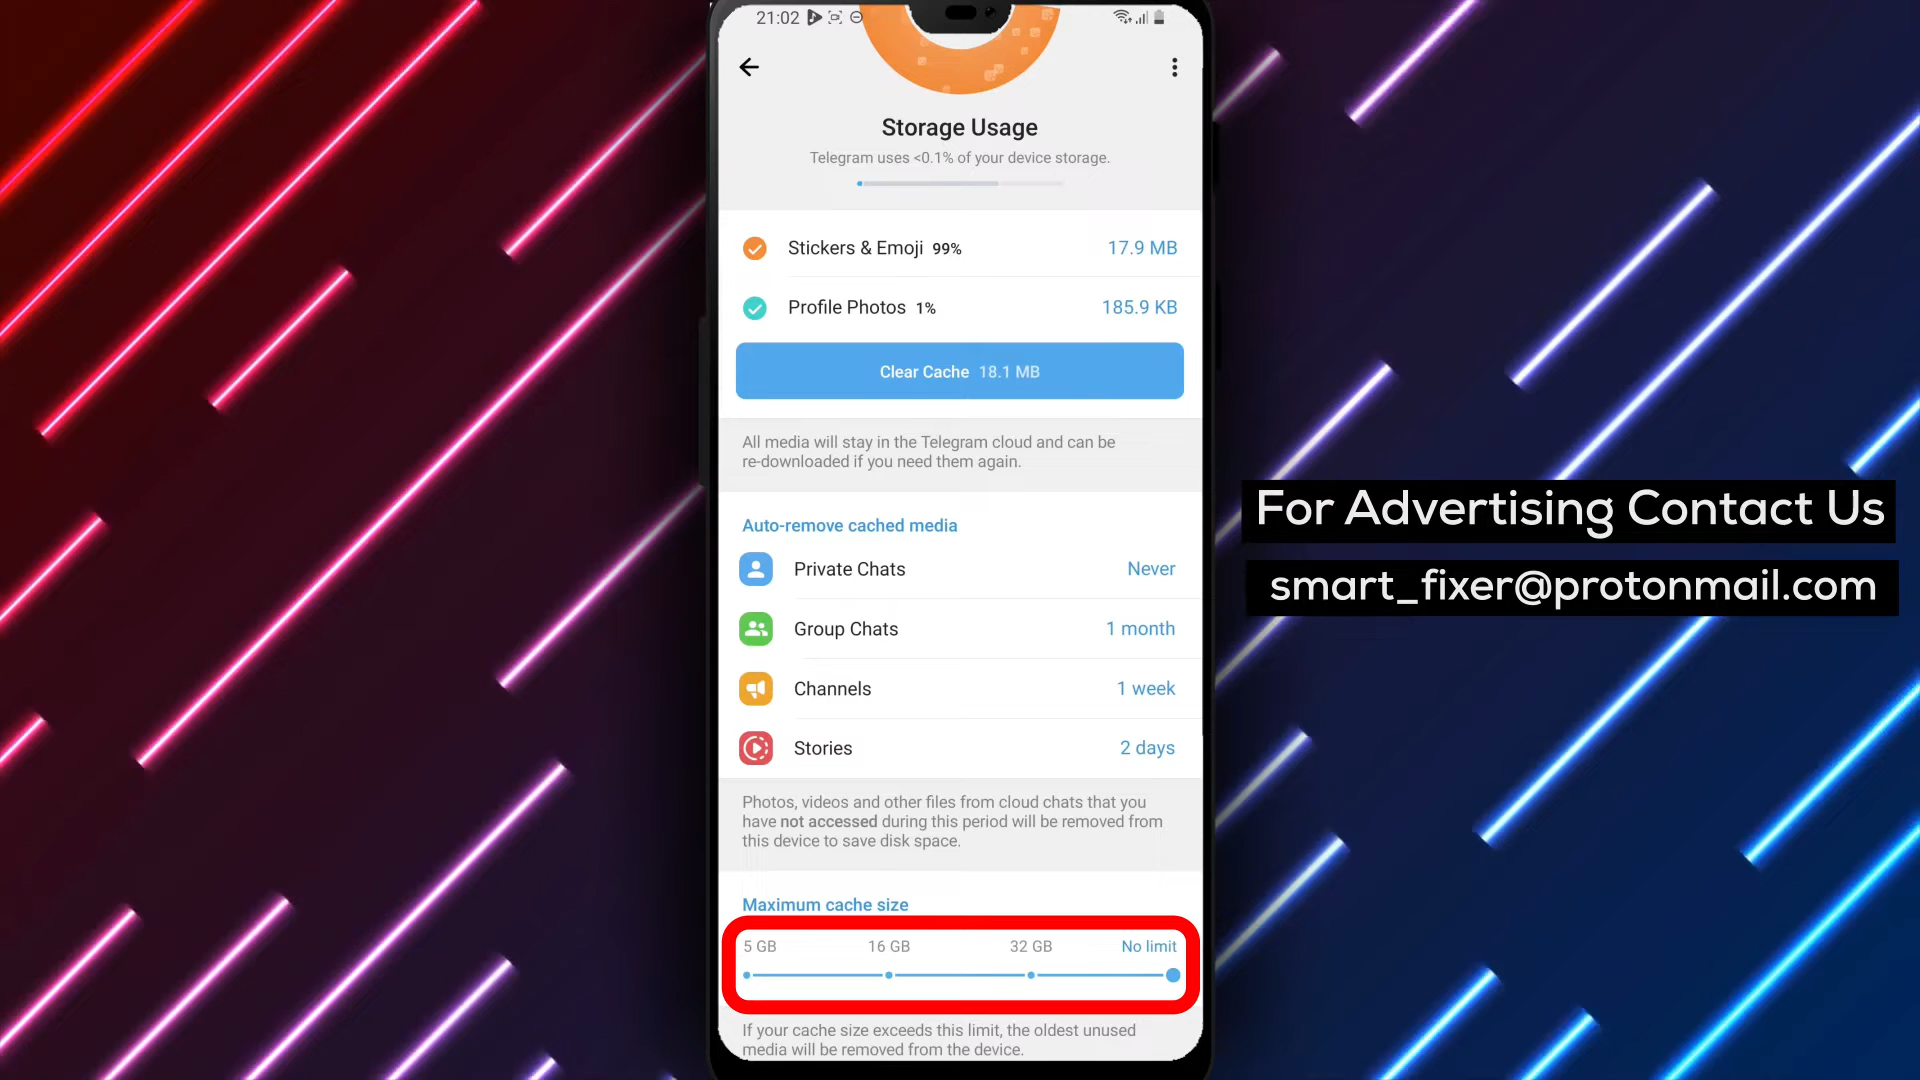 21:02
Storage Usage
Telegram uses <0.1% of your device storage.
Stickers & Emoji 99% 17.9 MB
Profile Photos 1% 185.9 KB
Clear Cache 18.1 MB
All media will stay in the Telegram cloud and can be
re-downloaded if you need them again.
Auto-remove cached media
Private Chats Never
Group Chats 1 month
Channels 1 week
Stories 2 days
Photos, videos and other files from cloud chats that you
have not accessed during this period will be removed from
this device to save disk space.
Maximum cache size
5 GB 16 GB 32 GB No limit
If your cache size exceeds this limit, the oldest unused
media will be removed from the device.
For Advertising Contact Us
smart_fixer@protonmail.com